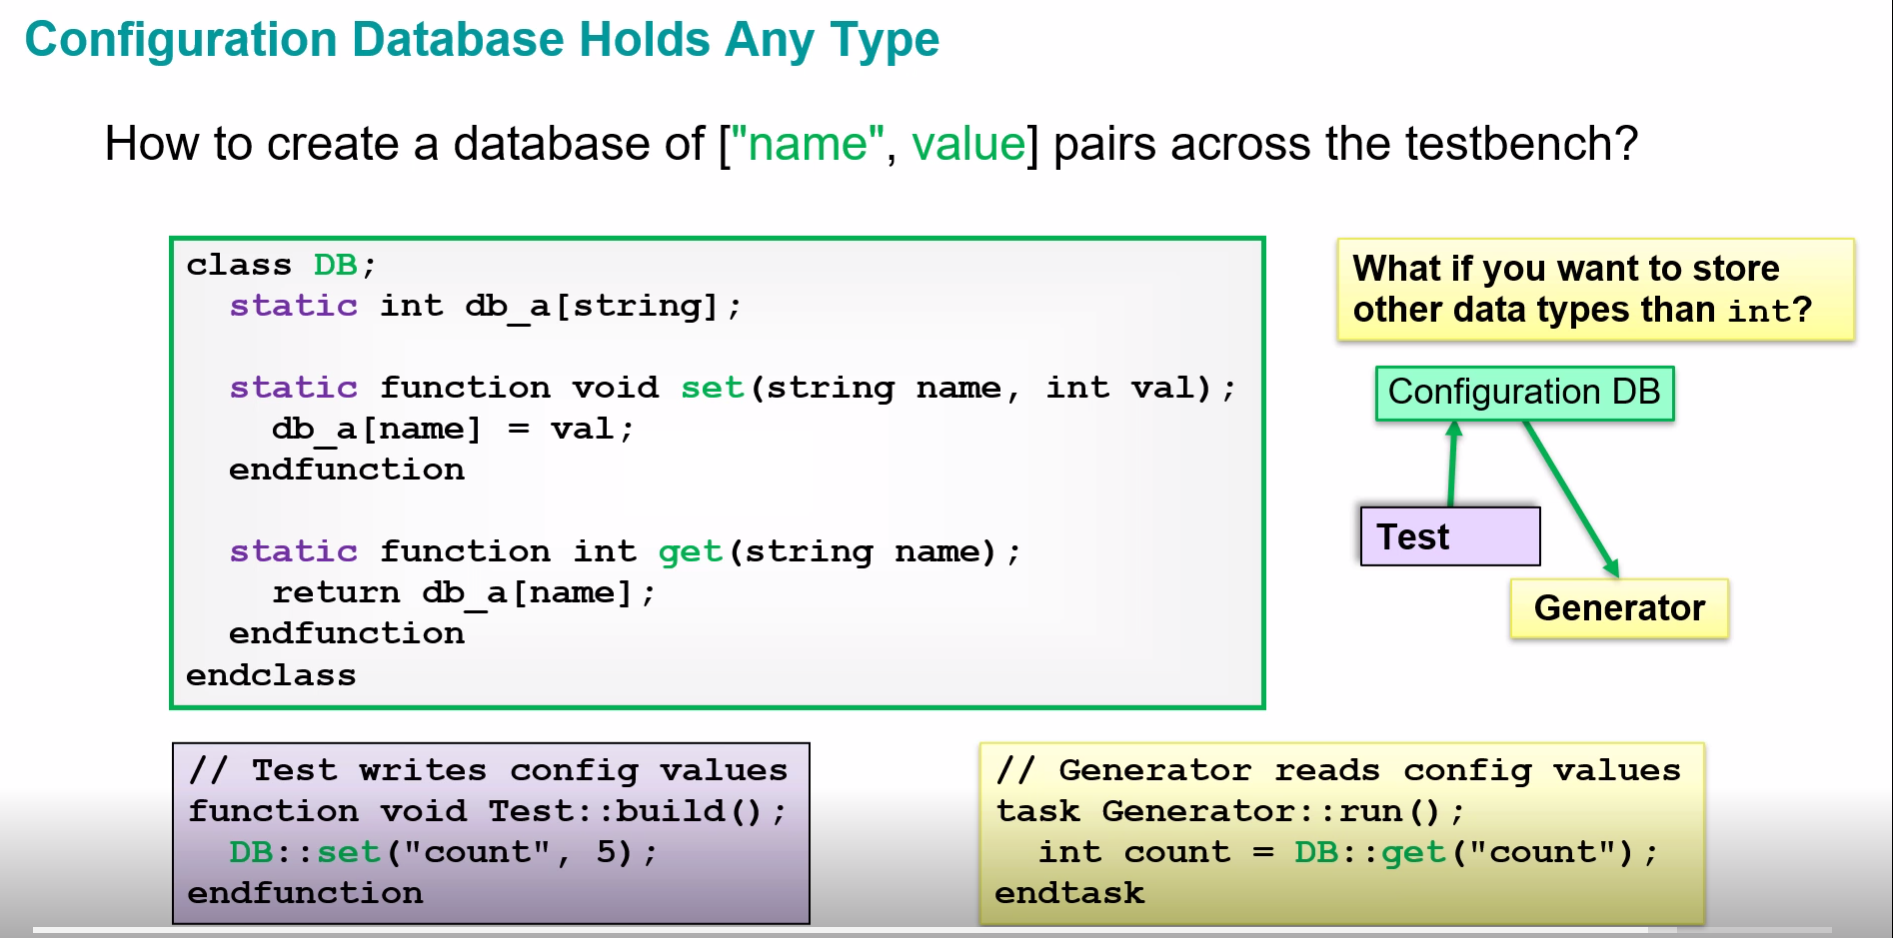 Configuration Database Holds Any Type
How to create a database of ["name", value] pairs across the testbench?
class DB;
  static int db_a[string];
  static function void set(string name, int val);
    db_a[name] = val;
  endfunction
  static function int get(string name);
    return db_a[name];
  endfunction
endclass
What if you want to store
other data types than int?
Configuration DB
Test
Generator
// Test writes config values
function void Test::build();
  DB::set("count", 5);
endfunction
// Generator reads config values
task Generator::run();
  int count = DB::get("count");
endtask